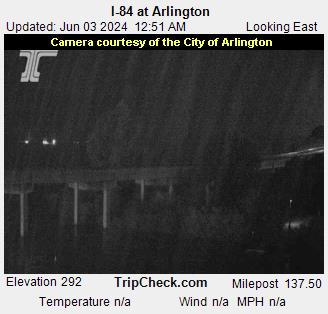 I-84 at Arlington
Updated: Jun 03 2024 12:51 AM Looking East
Camera courtesy of the City of Arlington
Elevation 292 TripCheck.com Milepost 137.50
Temperature n/a Wind n/a MPH n/a